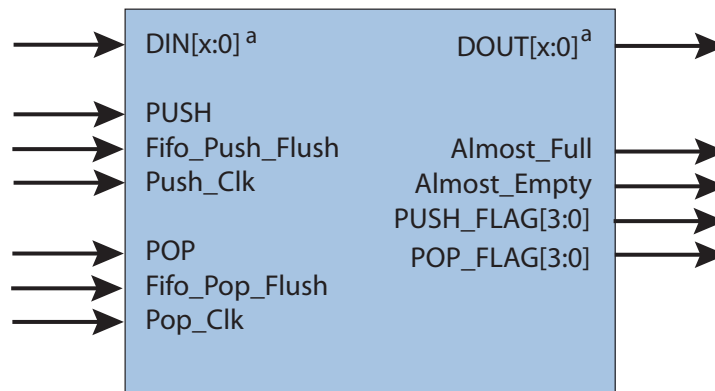 DIN[x:0] a
DOUT[x:0] a
PUSH
Fifo_Push_Flush
Push_Clk
Almost_Full
Almost_Empty
PUSH_FLAG[3:0]
POP_FLAG[3:0]
POP
Fifo_Pop_Flush
Pop_Clk